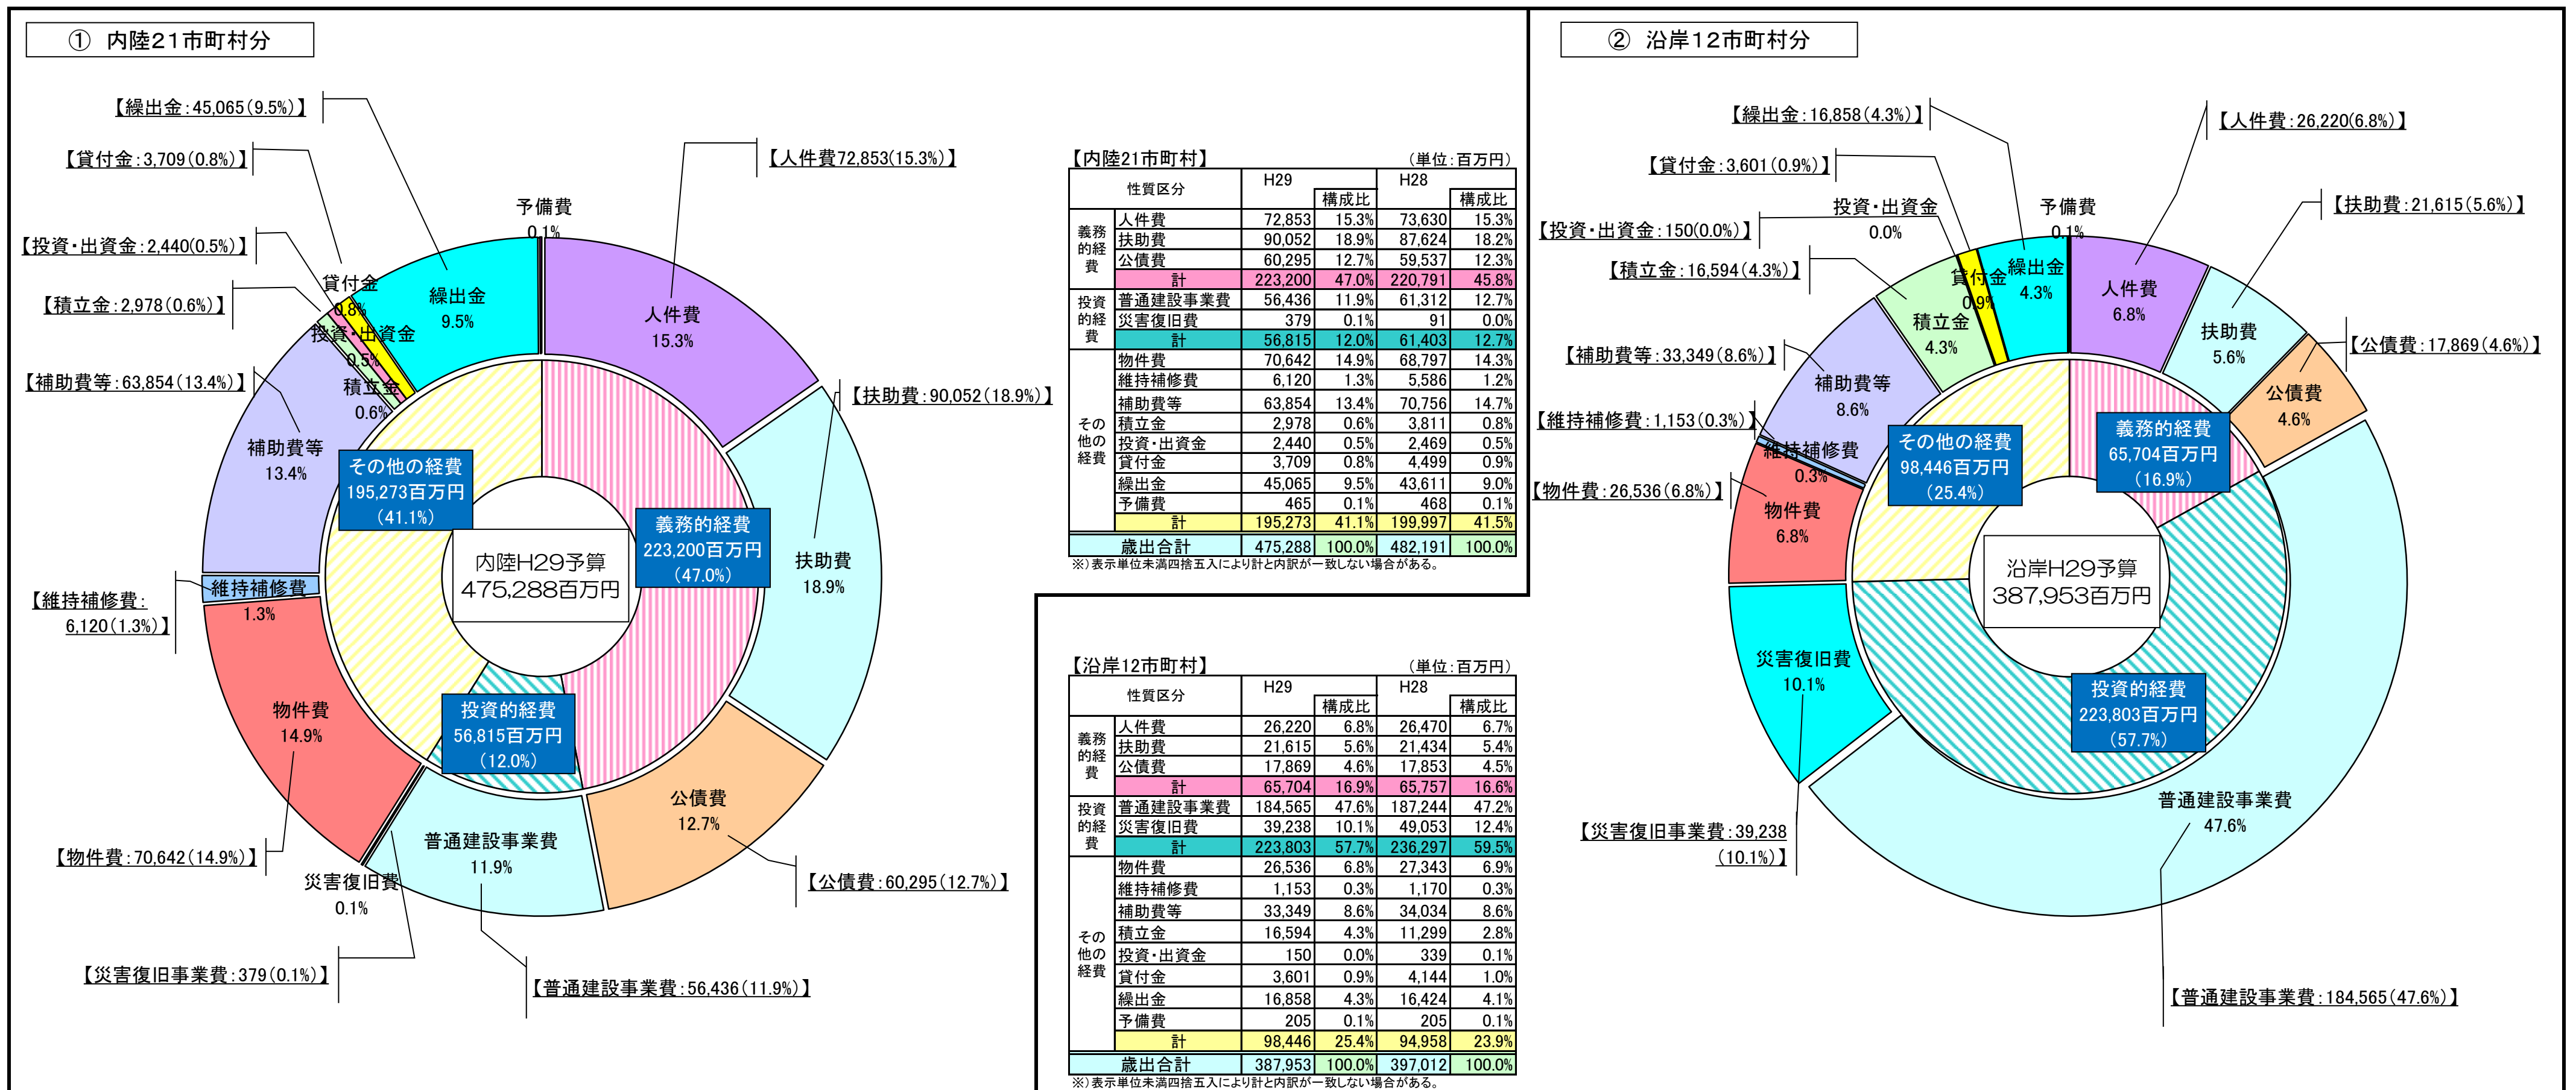 ① 内陸21市町村分
【繰出金：45,065(9.5%)】
【貸付金：3,709(0.8%)】
【投資・出資金：2,440(0.5%)】
【積立金：2,978(0.6%)】
【補助費等：63,854(13.4%)】
【維持補修費：
6,120(1.3%)】
【物件費：70,642(14.9%)】
【災害復旧事業費：379(0.1%)】
【普通建設事業費：56,436(11.9%)】
【公債費：60,295(12.7%)】
【扶助費：90,052(18.9%)】
【人件費72,853(15.3%)】
予備費
0.1%
人件費
15.3%
扶助費
18.9%
公債費
12.7%
普通建設事業費
11.9%
災害復旧費
0.1%
物件費
14.9%
維持補修費
1.3%
補助費等
13.4%
積立金
0.6%
投資・出資金
0.5%
貸付金
0.8%
繰出金
9.5%
その他の経費
195,273百万円
(41.1%)
義務的経費
223,200百万円
(47.0%)
投資的経費
56,815百万円
(12.0%)
内陸H29予算
475,288百万円
【内陸21市町村】 （単位：百万円）
性質区分 H29 H28
構成比 構成比
義務的経費
人件費 72,853 15.3% 73,630 15.3%
扶助費 90,052 18.9% 87,624 18.2%
公債費 60,295 12.7% 59,537 12.3%
計 223,200 47.0% 220,791 45.8%
投資的経費
普通建設事業費 56,436 11.9% 61,312 12.7%
災害復旧費 379 0.1% 91 0.0%
計 56,815 12.0% 61,403 12.7%
その他の経費
物件費 70,642 14.9% 68,797 14.3%
維持補修費 6,120 1.3% 5,586 1.2%
補助費等 63,854 13.4% 70,756 14.7%
積立金 2,978 0.6% 3,811 0.8%
投資・出資金 2,440 0.5% 2,469 0.5%
貸付金 3,709 0.8% 4,499 0.9%
繰出金 45,065 9.5% 43,611 9.0%
予備費 465 0.1% 468 0.1%
計 195,273 41.1% 199,997 41.5%
歳出合計 475,288 100.0% 482,191 100.0%
※）表示単位未満四捨五入により計と内訳が一致しない場合がある。
【沿岸12市町村】 （単位：百万円）
性質区分 H29 H28
構成比 構成比
義務的経費
人件費 26,220 6.8% 26,470 6.7%
扶助費 21,615 5.6% 21,434 5.4%
公債費 17,869 4.6% 17,853 4.5%
計 65,704 16.9% 65,757 16.6%
投資的経費
普通建設事業費 184,565 47.6% 187,244 47.2%
災害復旧費 39,238 10.1% 49,053 12.4%
計 223,803 57.7% 236,297 59.5%
その他の経費
物件費 26,536 6.8% 27,343 6.9%
維持補修費 1,153 0.3% 1,170 0.3%
補助費等 33,349 8.6% 34,034 8.6%
積立金 16,594 4.3% 11,299 2.8%
投資・出資金 150 0.0% 339 0.1%
貸付金 3,601 0.9% 4,144 1.0%
繰出金 16,858 4.3% 16,424 4.1%
予備費 205 0.1% 205 0.1%
計 98,446 25.4% 94,958 23.9%
歳出合計 387,953 100.0% 397,012 100.0%
※）表示単位未満四捨五入により計と内訳が一致しない場合がある。
② 沿岸12市町村分
【繰出金：16,858(4.3%)】
【貸付金：3,601(0.9%)】
【投資・出資金：150(0.0%)】
【積立金：16,594(4.3%)】
【補助費等：33,349(8.6%)】
【維持補修費：1,153(0.3%)】
【物件費：26,536(6.8%)】
【災害復旧事業費：39,238
(10.1%)】
【普通建設事業費：184,565(47.6%)】
【公債費：17,869(4.6%)】
【扶助費：21,615(5.6%)】
【人件費：26,220(6.8%)】
予備費
0.1%
人件費
6.8%
扶助費
5.6%
公債費
4.6%
普通建設事業費
47.6%
災害復旧費
10.1%
物件費
6.8%
維持補修費
0.3%
補助費等
8.6%
積立金
4.3%
投資・出資金
0.0%
貸付金
0.9%
繰出金
4.3%
その他の経費
98,446百万円
(25.4%)
義務的経費
65,704百万円
(16.9%)
投資的経費
223,803百万円
(57.7%)
沿岸H29予算
387,953百万円